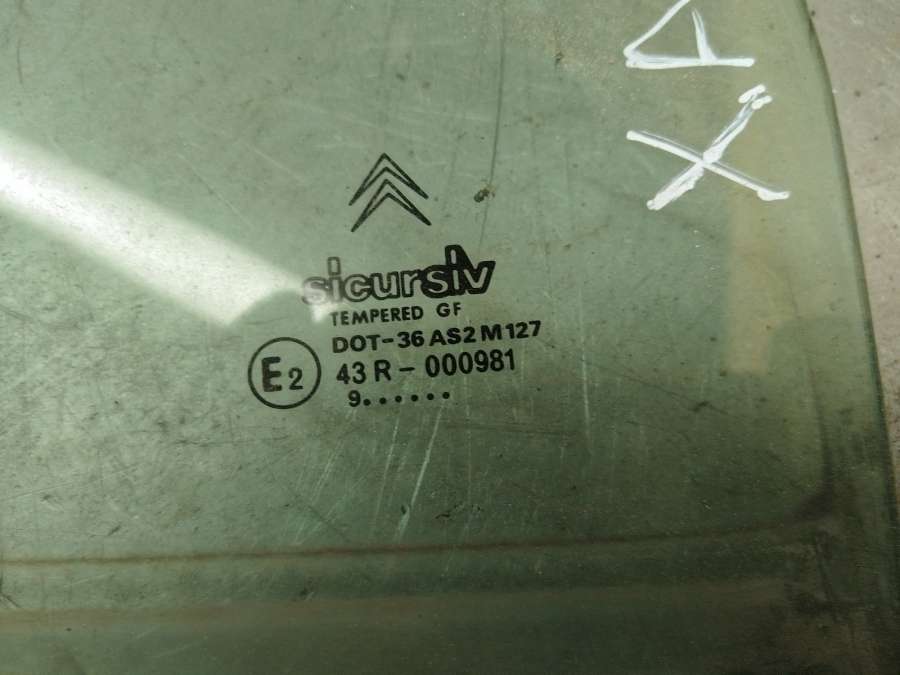 sicursiv
TEMPERED GF
DOT-36 AS2 M127
E2
43 R - 000981
9......